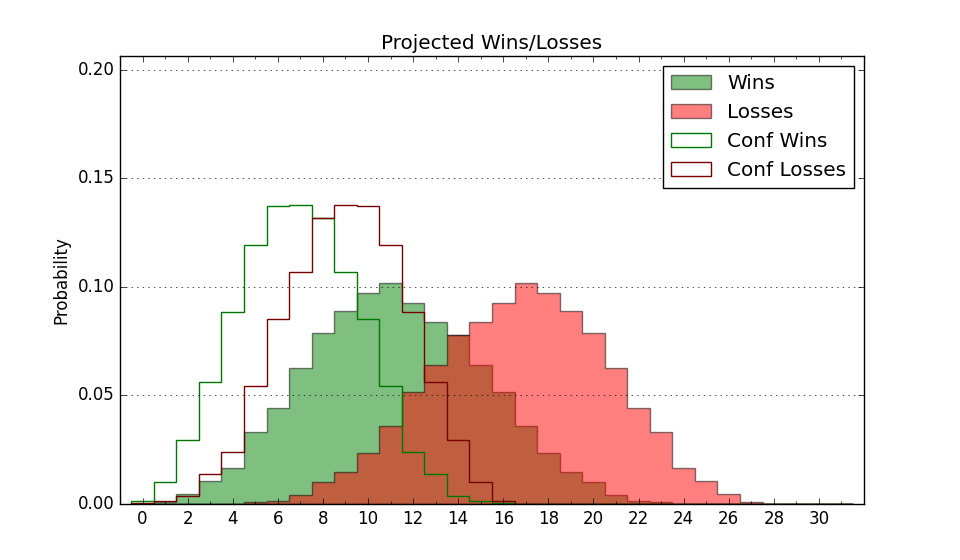 Projected Wins/Losses
0.20
0.15
0.10
0.05
0.00
Probability
Wins
Losses
Conf Wins
Conf Losses
0 2 4 6 8 10 12 14 16 18 20 22 24 26 28 30